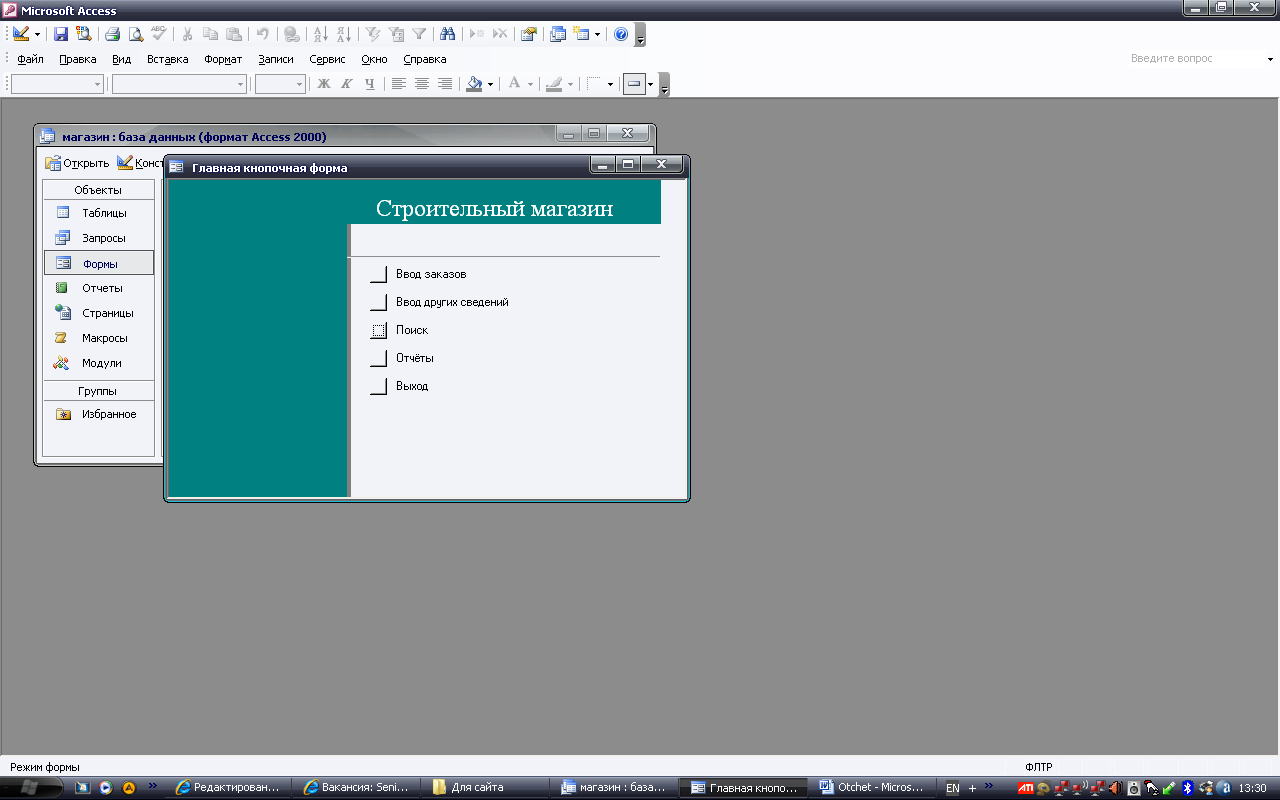 Microsoft Access
Файл Правка Вид Вставка Формат Записи Сервис Окно Справка
Введите вопрос
Ж К Ч
магазин : база данных (формат Access 2000)
Открыть Конст
Главная кнопочная форма
Объекты
Таблицы
Запросы
Формы
Отчеты
Страницы
Макросы
Модули
Группы
Избранное
Строительный магазин
Ввод заказов
Ввод других сведений
Поиск
Отчёты
Выход
Режим формы
ФЛТР
Редактирован... Вакансия: Seni... Для сайта магазин : база... Главная кнопо... Otchet - Micros... EN 13:30